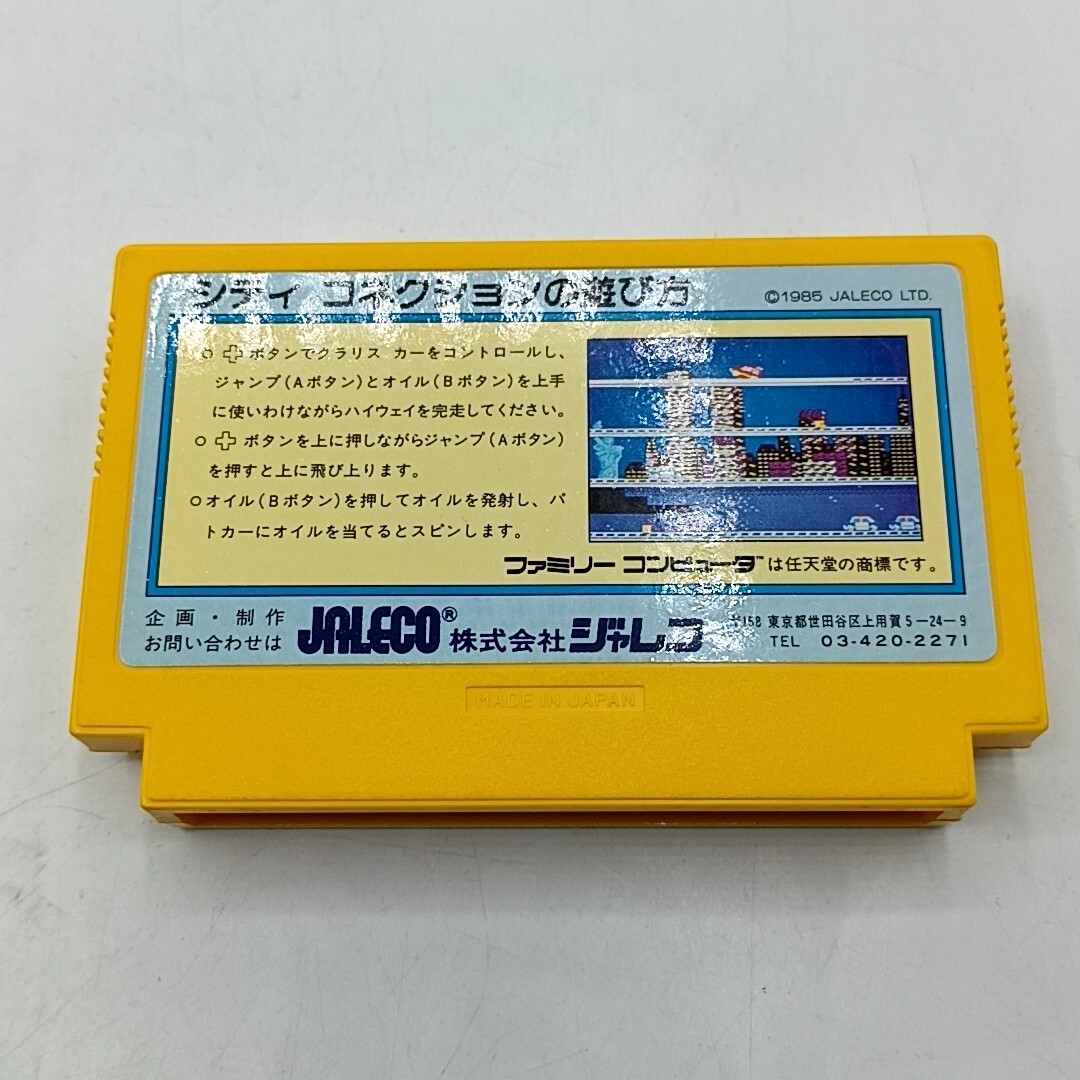 シティ コネクションの遊び方
©1985 JALECO LTD.
○ ボタンでクラリス カーをコントロールし、
ジャンプ(Aボタン)とオイル(Bボタン)を上手
に使いわけながらハイウェイを完走してください。
○ ボタンを上に押しながらジャンプ(Aボタン)
を押すと上に飛び上ります。
○オイル(Bボタン)を押してオイルを発射し、パ
トカーにオイルを当てるとスピンします。
ファミリー コンピュータ™は任天堂の商標です。
企画・制作
お問い合わせは
JALECO® 株式会社ジャレコ
〒158 東京都世田谷区上用賀5-24-9
TEL 03-420-2271
MADE IN JAPAN